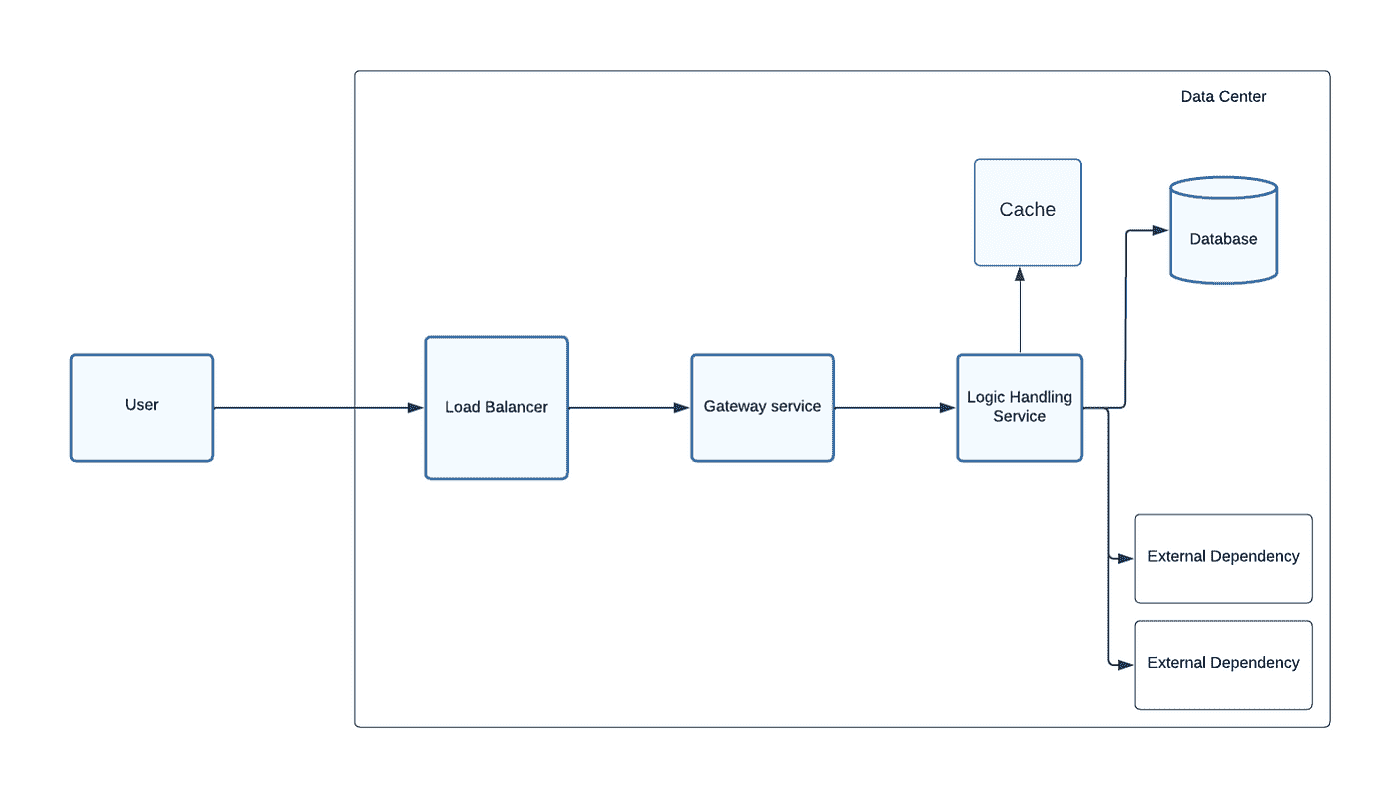 Data Center
Cache
Database
User
Load Balancer
Gateway service
Logic Handling
Service
External Dependency
External Dependency